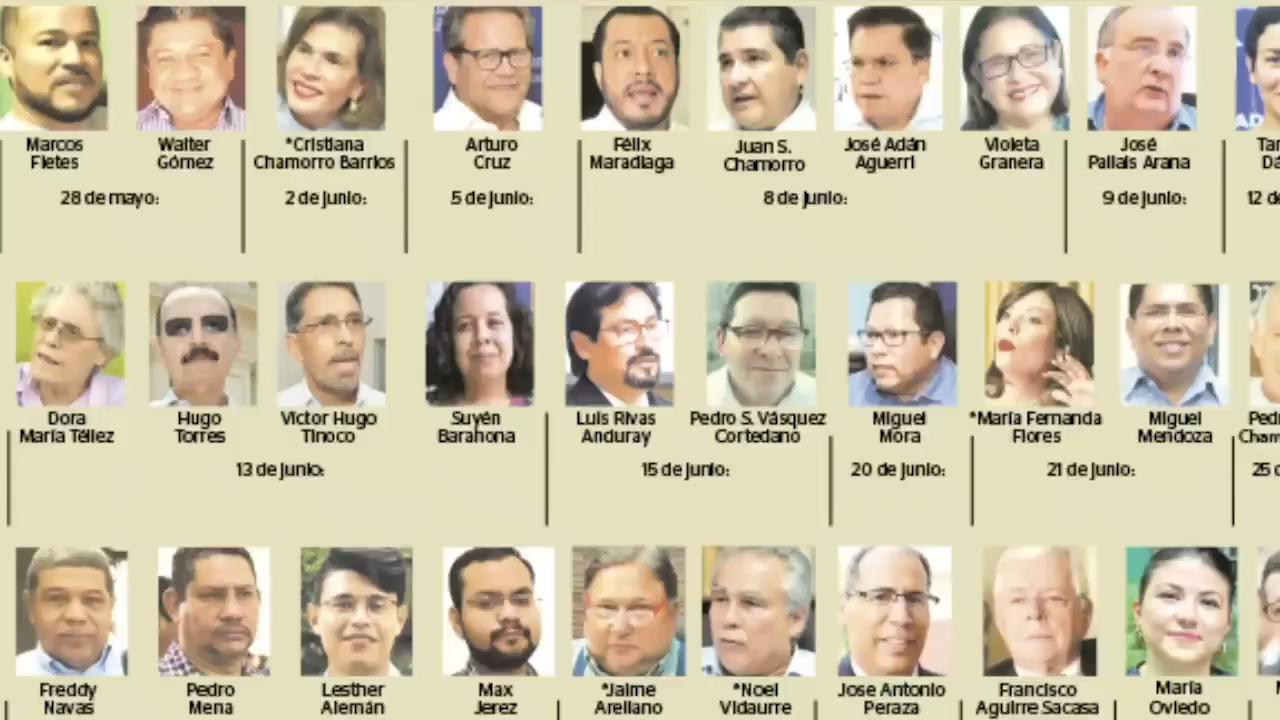 Marcos Fletes
Walter Gómez
*Cristiana Chamorro Barrios
Arturo Cruz
Félix Maradiaga
Juan S. Chamorro
José Adán Aguerri
Violeta Granera
José Pallais Arana
28 de mayo:
2 de junio:
5 de junio:
8 de junio:
9 de junio:
12 de
Dora María Téllez
Hugo Torres
Víctor Hugo Tinoco
Suyén Barahona
Luis Rivas Anduray
Pedro S. Vásquez Cortedano
Miguel Mora
*María Fernanda Flores
Miguel Mendoza
13 de junio:
15 de junio:
20 de junio:
21 de junio:
Freddy Navas
Pedro Mena
Lesther Alemán
Max Jerez
*Jaime Arellano
*Noel Vidaurre
Jose Antonio Peraza
Francisco Aguirre Sacasa
María Oviedo